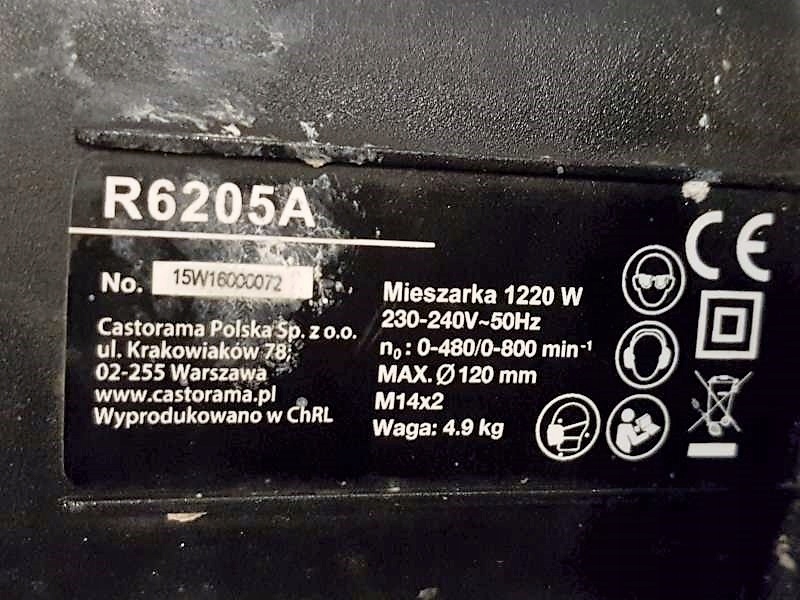 R6205A
No. 15W16000072
Castorama Polska Sp. z o.o.
ul. Krakowiaków 78,
02-255 Warszawa
www.castorama.pl
Wyprodukowano w ChRL
Mieszarka 1220 W
230-240V~50Hz
n₀: 0-480/0-800 min⁻¹
MAX. Ø 120 mm
M14x2
Waga: 4.9 kg
CE